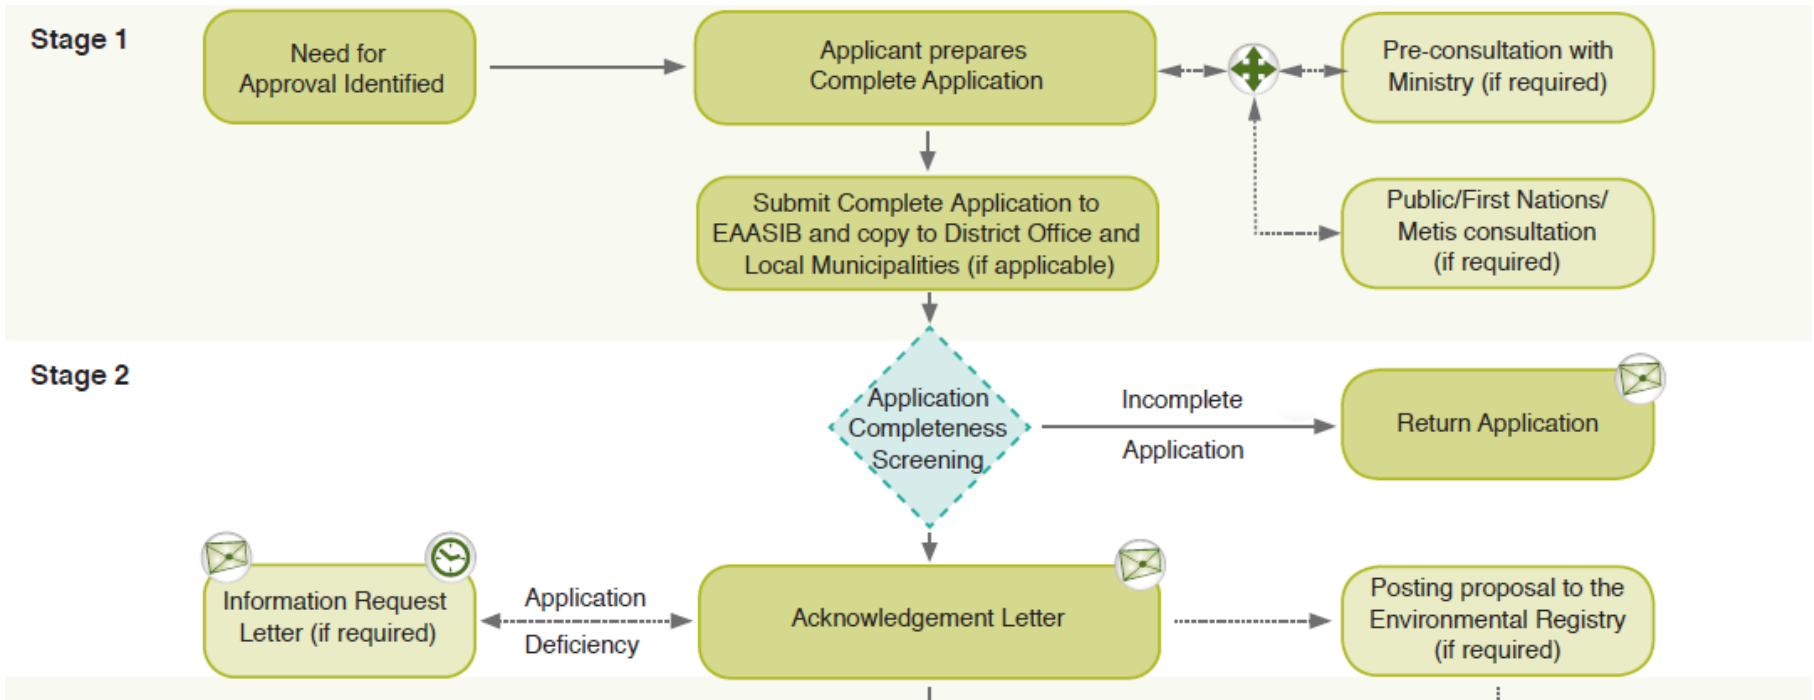 Stage 1
Need for
Approval Identified
Applicant prepares
Complete Application
Pre-consultation with
Ministry (if required)
Submit Complete Application to
EAASIB and copy to District Office and
Local Municipalities (if applicable)
Public/First Nations/
Metis consultation
(if required)
Stage 2
Application
Completeness
Screening
Incomplete
Application
Return Application
Information Request
Letter (if required)
Application
Deficiency
Acknowledgement Letter
Posting proposal to the
Environmental Registry
(if required)